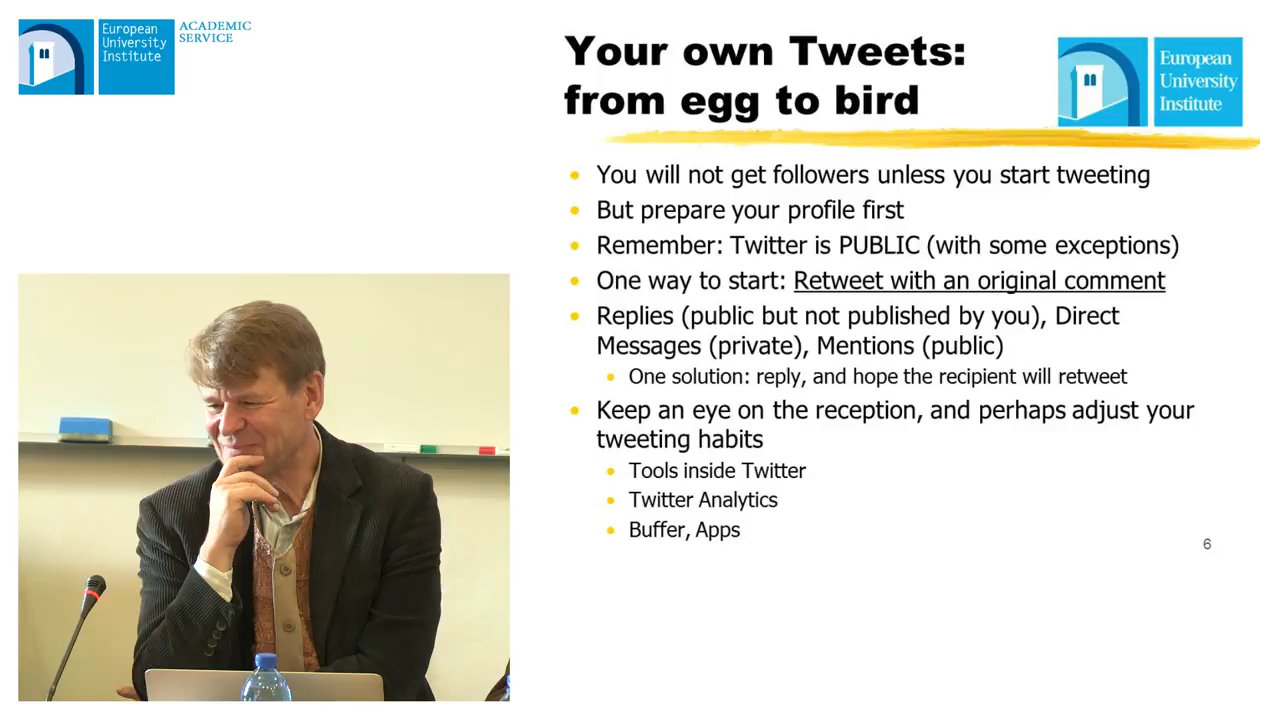 European
University
Institute
ACADEMIC
SERVICE
Your own Tweets:
from egg to bird
European
University
Institute
• You will not get followers unless you start tweeting
• But prepare your profile first
• Remember: Twitter is PUBLIC (with some exceptions)
• One way to start: Retweet with an original comment
• Replies (public but not published by you), Direct
Messages (private), Mentions (public)
• One solution: reply, and hope the recipient will retweet
• Keep an eye on the reception, and perhaps adjust your
tweeting habits
• Tools inside Twitter
• Twitter Analytics
• Buffer, Apps
6